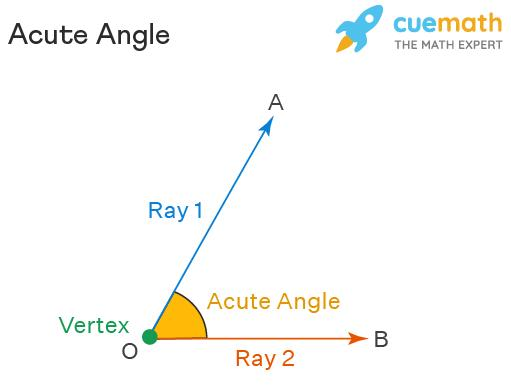 Acute Angle
cuemath
THE MATH EXPERT
A
Ray 1
Acute Angle
Vertex
O
B
Ray 2